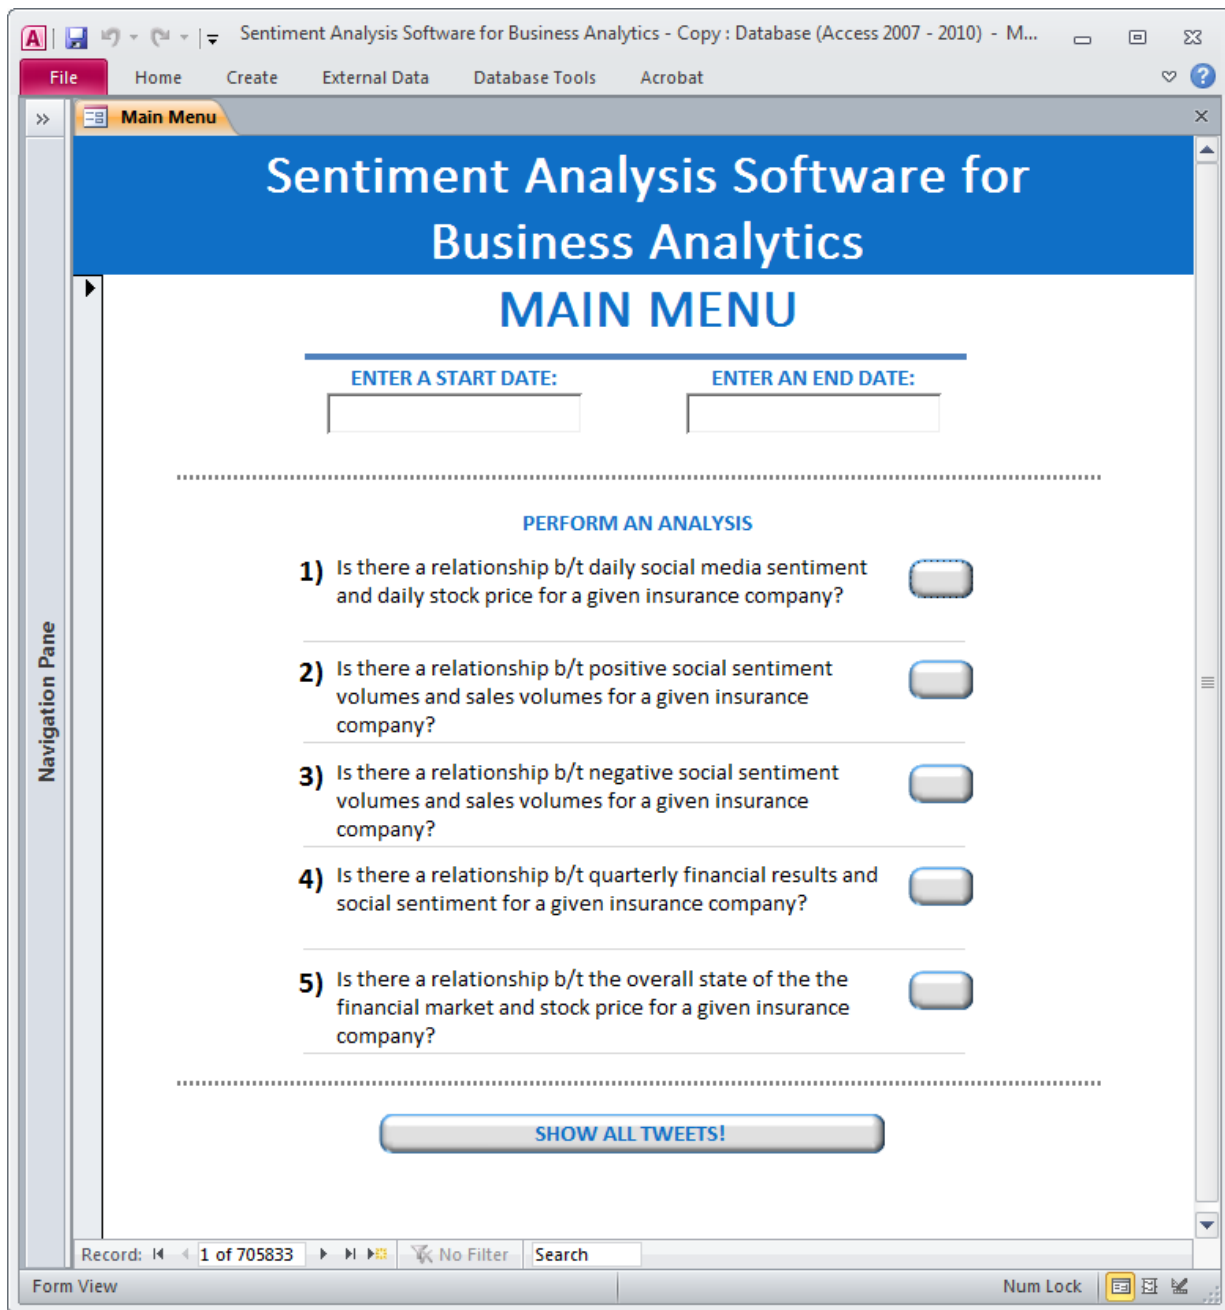 Sentiment Analysis Software for Business Analytics - Copy : Database (Access 2007 - 2010) - M...
File Home Create External Data Database Tools Acrobat
Main Menu
Sentiment Analysis Software for
Business Analytics
MAIN MENU
ENTER A START DATE: ENTER AN END DATE:
PERFORM AN ANALYSIS
1) Is there a relationship b/t daily social media sentiment
and daily stock price for a given insurance company?
2) Is there a relationship b/t positive social sentiment
volumes and sales volumes for a given insurance
company?
3) Is there a relationship b/t negative social sentiment
volumes and sales volumes for a given insurance
company?
4) Is there a relationship b/t quarterly financial results and
social sentiment for a given insurance company?
5) Is there a relationship b/t the overall state of the the
financial market and stock price for a given insurance
company?
SHOW ALL TWEETS!
Navigation Pane
Record: 1 of 705833 No Filter Search
Form View Num Lock